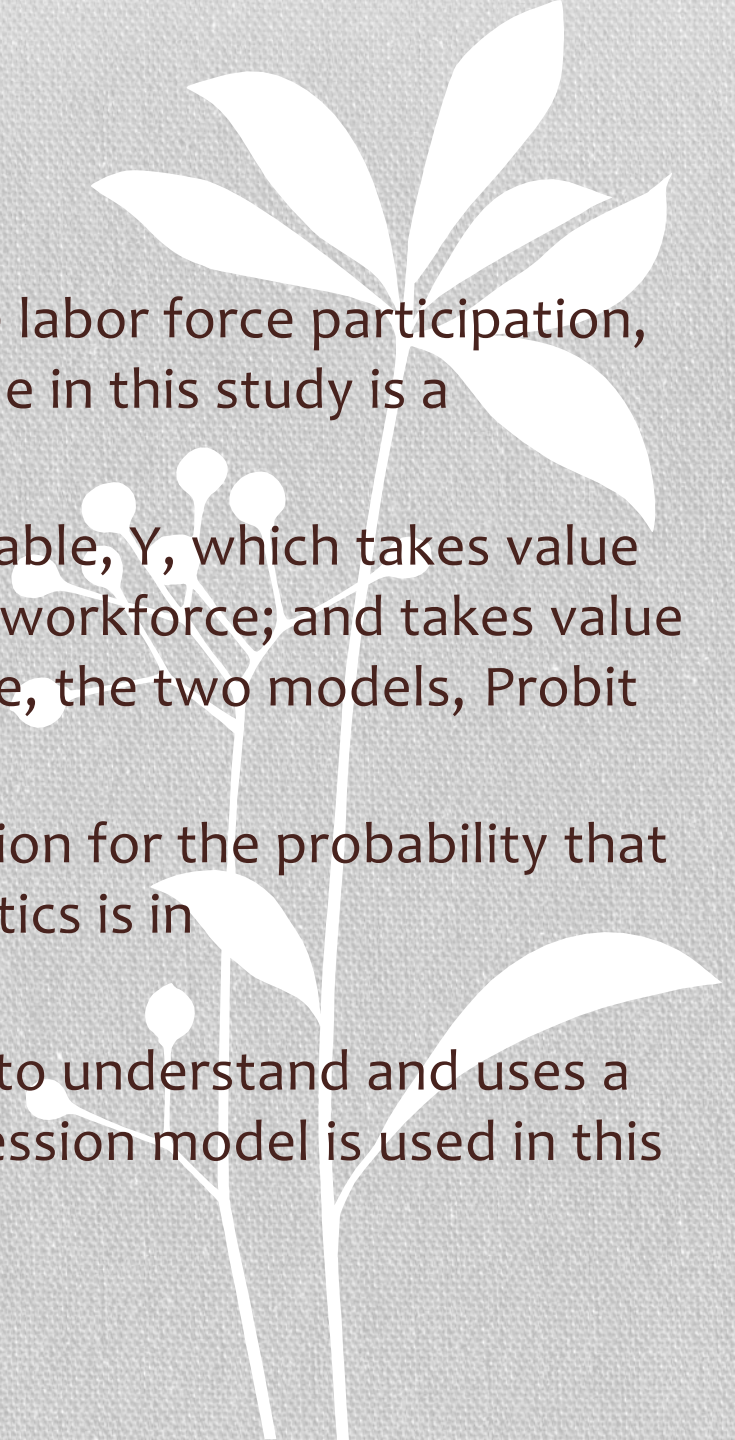 labor force participation,
e in this study is a
able, Y, which takes value
workforce; and takes value
e, the two models, Probit
ion for the probability that
tics is in
to understand and uses a
ession model is used in this